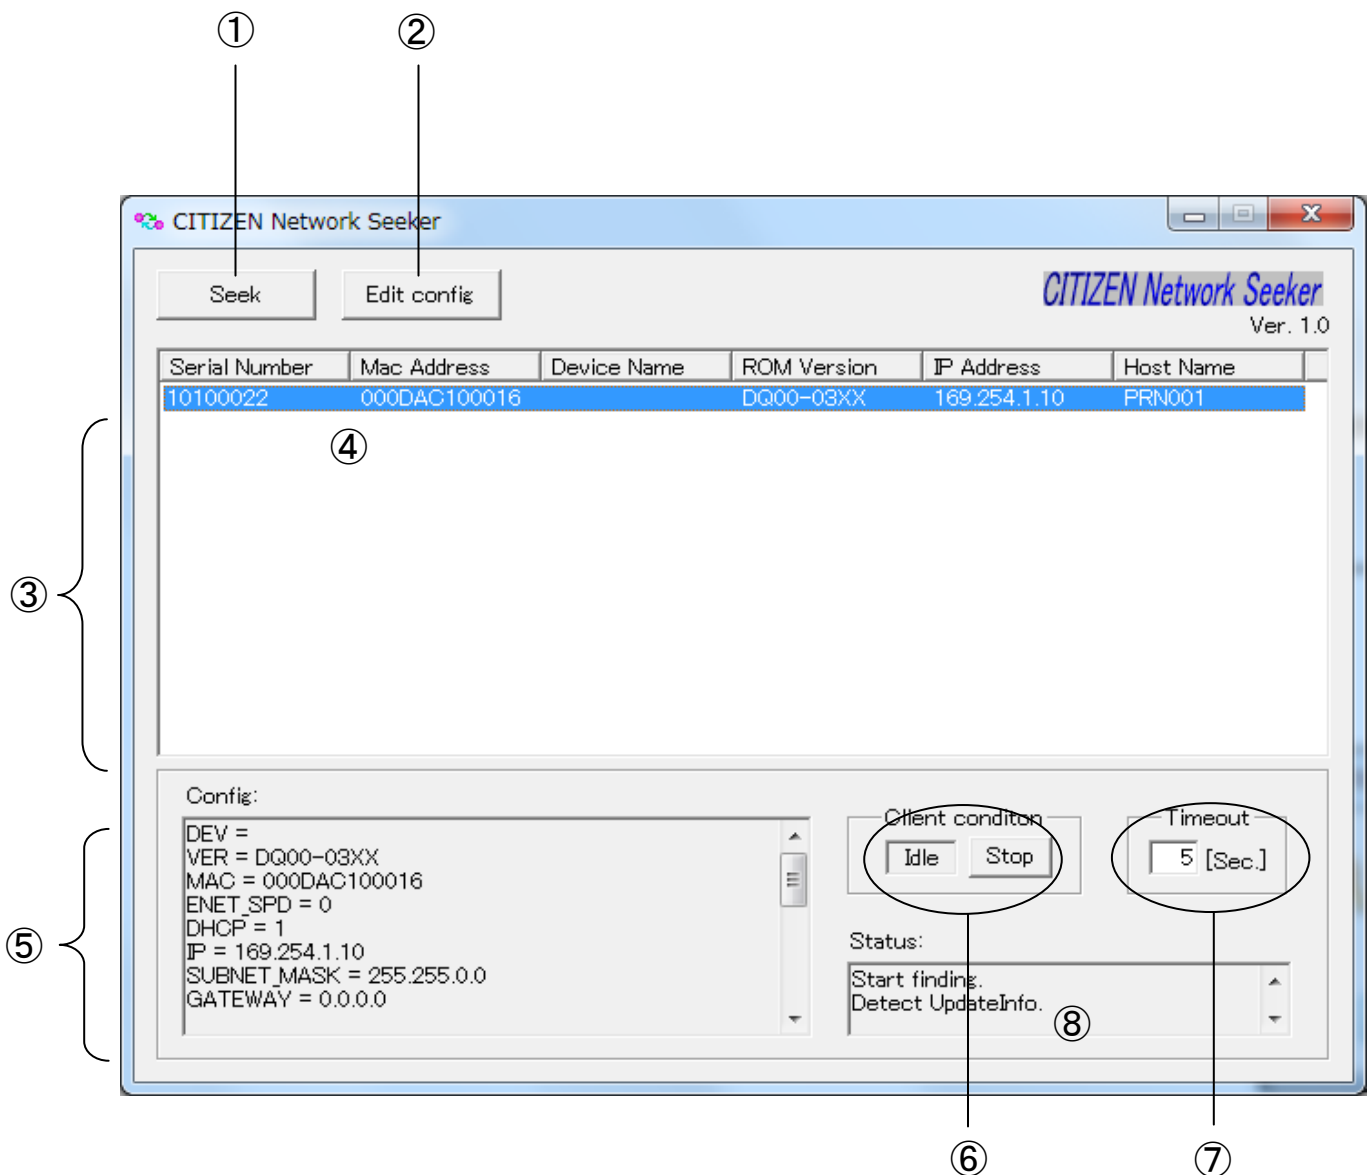 ① ②
CITIZEN Network Seeker
Seek Edit config CITIZEN Network Seeker
Ver. 1.0
Serial Number Mac Address Device Name ROM Version IP Address Host Name
10100022 000DAC100016 DQ00-03XX 169.254.1.10 PRN001
④
③
Config:
DEV =
VER = DQ00-03XX
MAC = 000DAC100016
ENET_SPD = 0
DHCP = 1
IP = 169.254.1.10
SUBNET_MASK = 255.255.0.0
GATEWAY = 0.0.0.0
⑤
Cllent conditon
Idle Stop
Timeout
5 [Sec.]
Status:
Start finding.
Detect UpdateInfo.
⑧
⑥ ⑦